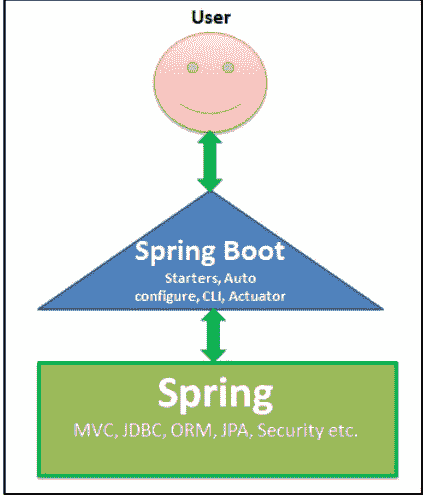 User
Spring Boot
Starters, Auto
configure, CLI, Actuator
Spring
MVC, JDBC, ORM, JPA, Security etc.